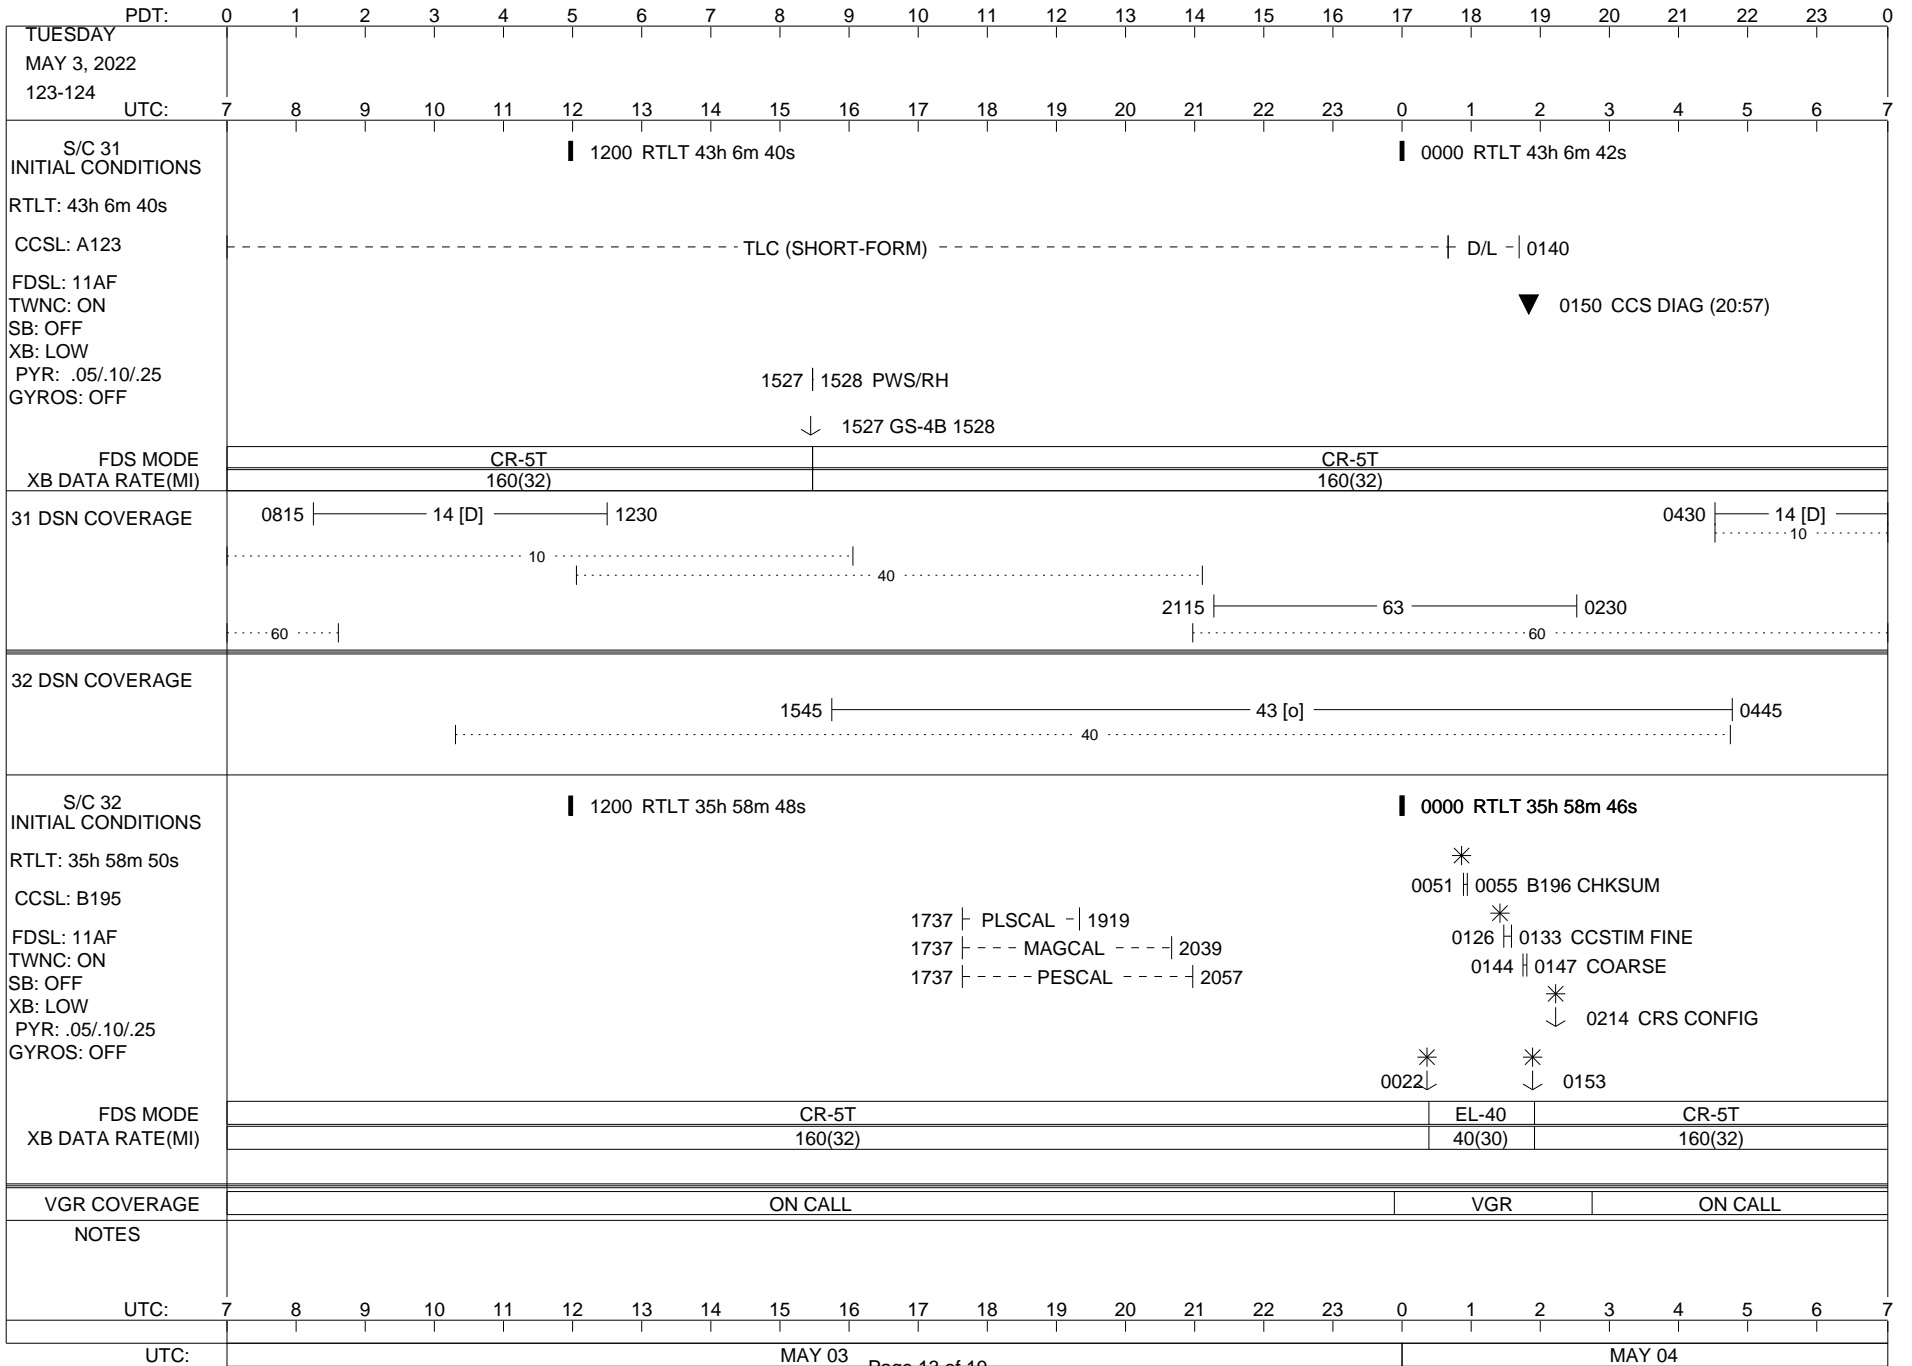 PDT: 0 1 2 3 4 5 6 7 8 9 10 11 12 13 14 15 16 17 18 19 20 21 22 23 0
TUESDAY
MAY 3, 2022
123-124
UTC: 7 8 9 10 11 12 13 14 15 16 17 18 19 20 21 22 23 0 1 2 3 4 5 6 7
S/C 31
INITIAL CONDITIONS
1200 RTLT 43h 6m 40s
0000 RTLT 43h 6m 42s
RTLT: 43h 6m 40s
CCSL: A123
TLC (SHORT-FORM)
D/L
0140
FDSL: 11AF
TWNC: ON
0150 CCS DIAG (20:57)
SB: OFF
XB: LOW
PYR: .05/.10/.25
1527
1528 PWS/RH
GYROS: OFF
1527 GS-4B 1528
FDS MODE CR-5T CR-5T
XB DATA RATE(MI) 160(32) 160(32)
31 DSN COVERAGE
0815 14 [D] 1230
0430 14 [D]
10
10
40
2115 63 0230
60
60
32 DSN COVERAGE
1545 43 [o] 0445
40
S/C 32
INITIAL CONDITIONS
1200 RTLT 35h 58m 48s
0000 RTLT 35h 58m 46s
RTLT: 35h 58m 50s
0051
0055 B196 CHKSUM
CCSL: B195
1737 PLSCAL 1919
FDSL: 11AF
0126
0133 CCSTIM FINE
1737 MAGCAL 2039
TWNC: ON
0144
0147 COARSE
1737 PESCAL 2057
SB: OFF
XB: LOW
0214 CRS CONFIG
PYR: .05/.10/.25
GYROS: OFF
0022
0153
FDS MODE CR-5T EL-40 CR-5T
XB DATA RATE(MI) 160(32) 40(30) 160(32)
VGR COVERAGE ON CALL VGR ON CALL
NOTES
UTC: 7 8 9 10 11 12 13 14 15 16 17 18 19 20 21 22 23 0 1 2 3 4 5 6 7
UTC: MAY 03 MAY 04